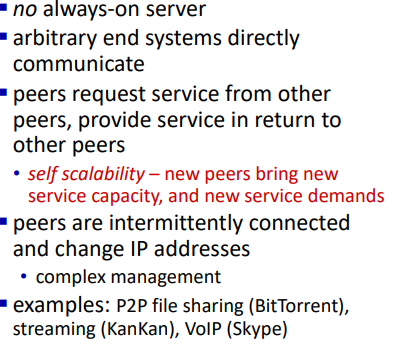 no always-on server
arbitrary end systems directly
communicate
peers request service from other
peers, provide service in return to
other peers
• self scalability – new peers bring new
service capacity, and new service demands
peers are intermittently connected
and change IP addresses
• complex management
examples: P2P file sharing (BitTorrent),
streaming (KanKan), VoIP (Skype)